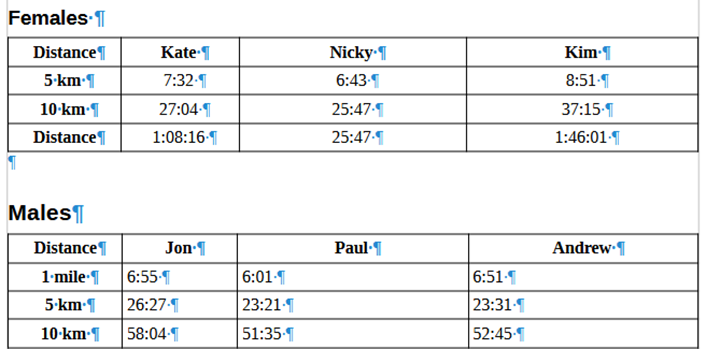 Females
Distance Kate Nicky Kim
5 km 7:32 6:43 8:51
10 km 27:04 25:47 37:15
Distance 1:08:16 25:47 1:46:01
Males
Distance Jon Paul Andrew
1 mile 6:55 6:01 6:51
5 km 26:27 23:21 23:31
10 km 58:04 51:35 52:45